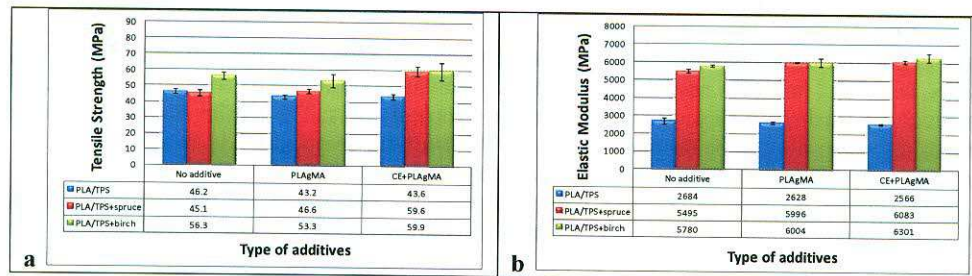 Tensile Strength (MPa)
90
80
70
60
50
40
30
20
10
0
No additive PLAgMA CE+PLAgMA
PLA/TPS 46.2 43.2 43.6
PLA/TPS+spruce 45.1 46.6 59.6
PLA/TPS+birch 56.3 53.3 59.9
Type of additives
a
Elastic Modulus (MPa)
8000
7000
6000
5000
4000
3000
2000
1000
0
No additive PLAgMA CE+PLAgMA
PLA/TPS 2684 2628 2566
PLA/TPS+spruce 5495 5996 6083
PLA/TPS+birch 5780 6004 6301
Type of additives
b